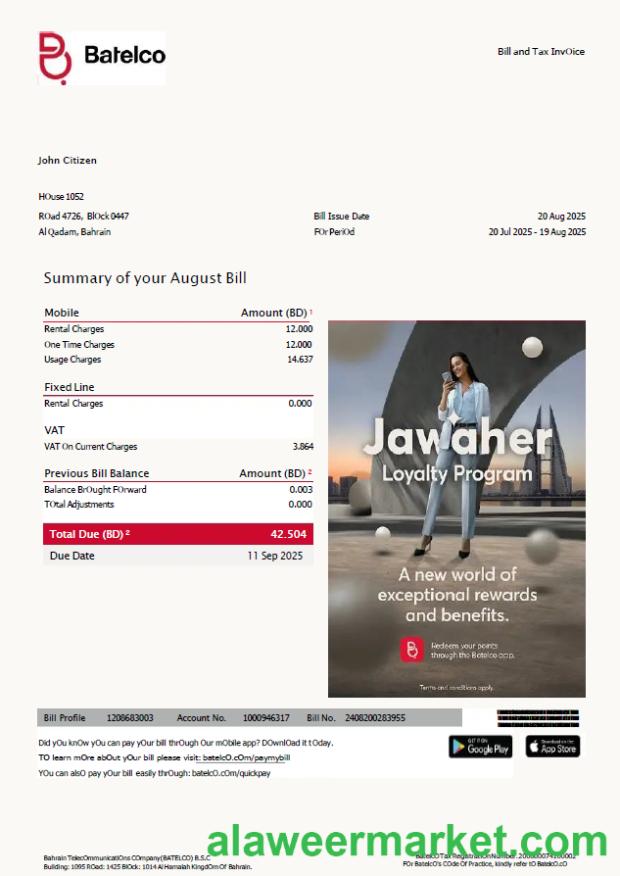 Batelco
Bill and Tax InvOice
John Citizen
HOuse 1052
ROad 4726, BlOck 0447
Al Qadam, Bahrain
Bill Issue Date 20 Aug 2025
FOr PeriOd 20 Jul 2025 - 19 Aug 2025
Summary of your August Bill
Mobile Amount (BD) 1
Rental Charges 12.000
One Time Charges 12.000
Usage Charges 14.637
Fixed Line
Rental Charges 0.000
VAT
VAT On Current Charges 3.864
Previous Bill Balance Amount (BD) 2
Balance BrOught FOrward 0.003
TOtal Adjustments 0.000
Total Due (BD) 2 42.504
Due Date 11 Sep 2025
Jawaher
Loyalty Program
A new world of
exceptional rewards
and benefits.
Redeem your points
through the Batelco app.
Terms and conditions apply.
Bill Profile 1208683003 Account No. 1000946317 Bill No. 2408200283955
Did yOu knOw yOu can pay yOur bill thrOugh Our mObile app? DOwnlOad it tOday.
TO learn mOre abOut yOur bill please visit: batelcO.cOm/paymybill
YOu can alsO pay yOur bill easily thrOugh: batelcO.cOm/quickpay
GET IT ON
Google Play
Download on the
App Store
alaweermarket.com
Bahrain TelecOmmunicatiOns COmpany (BATELCO) B.S.C
Building: 1095 ROad: 1425 BlOck: 1014 Al Hamalah KingdOm Of Bahrain.
BatelcO Tax RegistratiOn Number.
FOr BatelcO's COde Of Practice, kindly refer tO BatelcO.cO